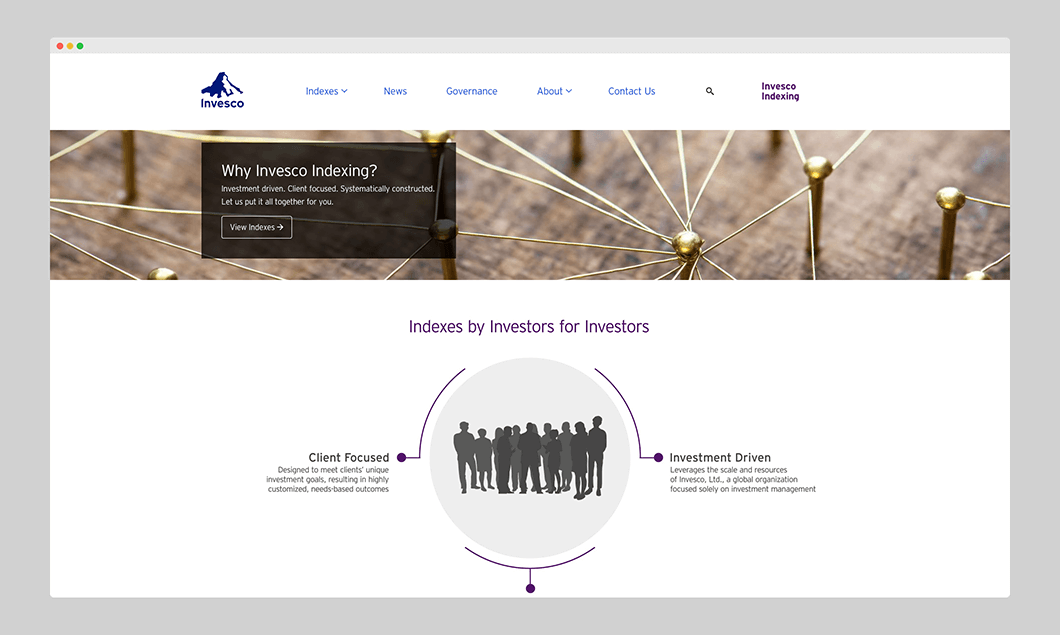 Invesco
Indexes
News
Governance
About
Contact Us
Invesco
Indexing
Why Invesco Indexing?
Investment driven. Client focused. Systematically constructed.
Let us put it all together for you.
View Indexes →
Indexes by Investors for Investors
Client Focused
Designed to meet clients' unique
investment goals, resulting in highly
customized, needs-based outcomes
Investment Driven
Leverages the scale and resources
of Invesco, Ltd., a global organization
focused solely on investment management